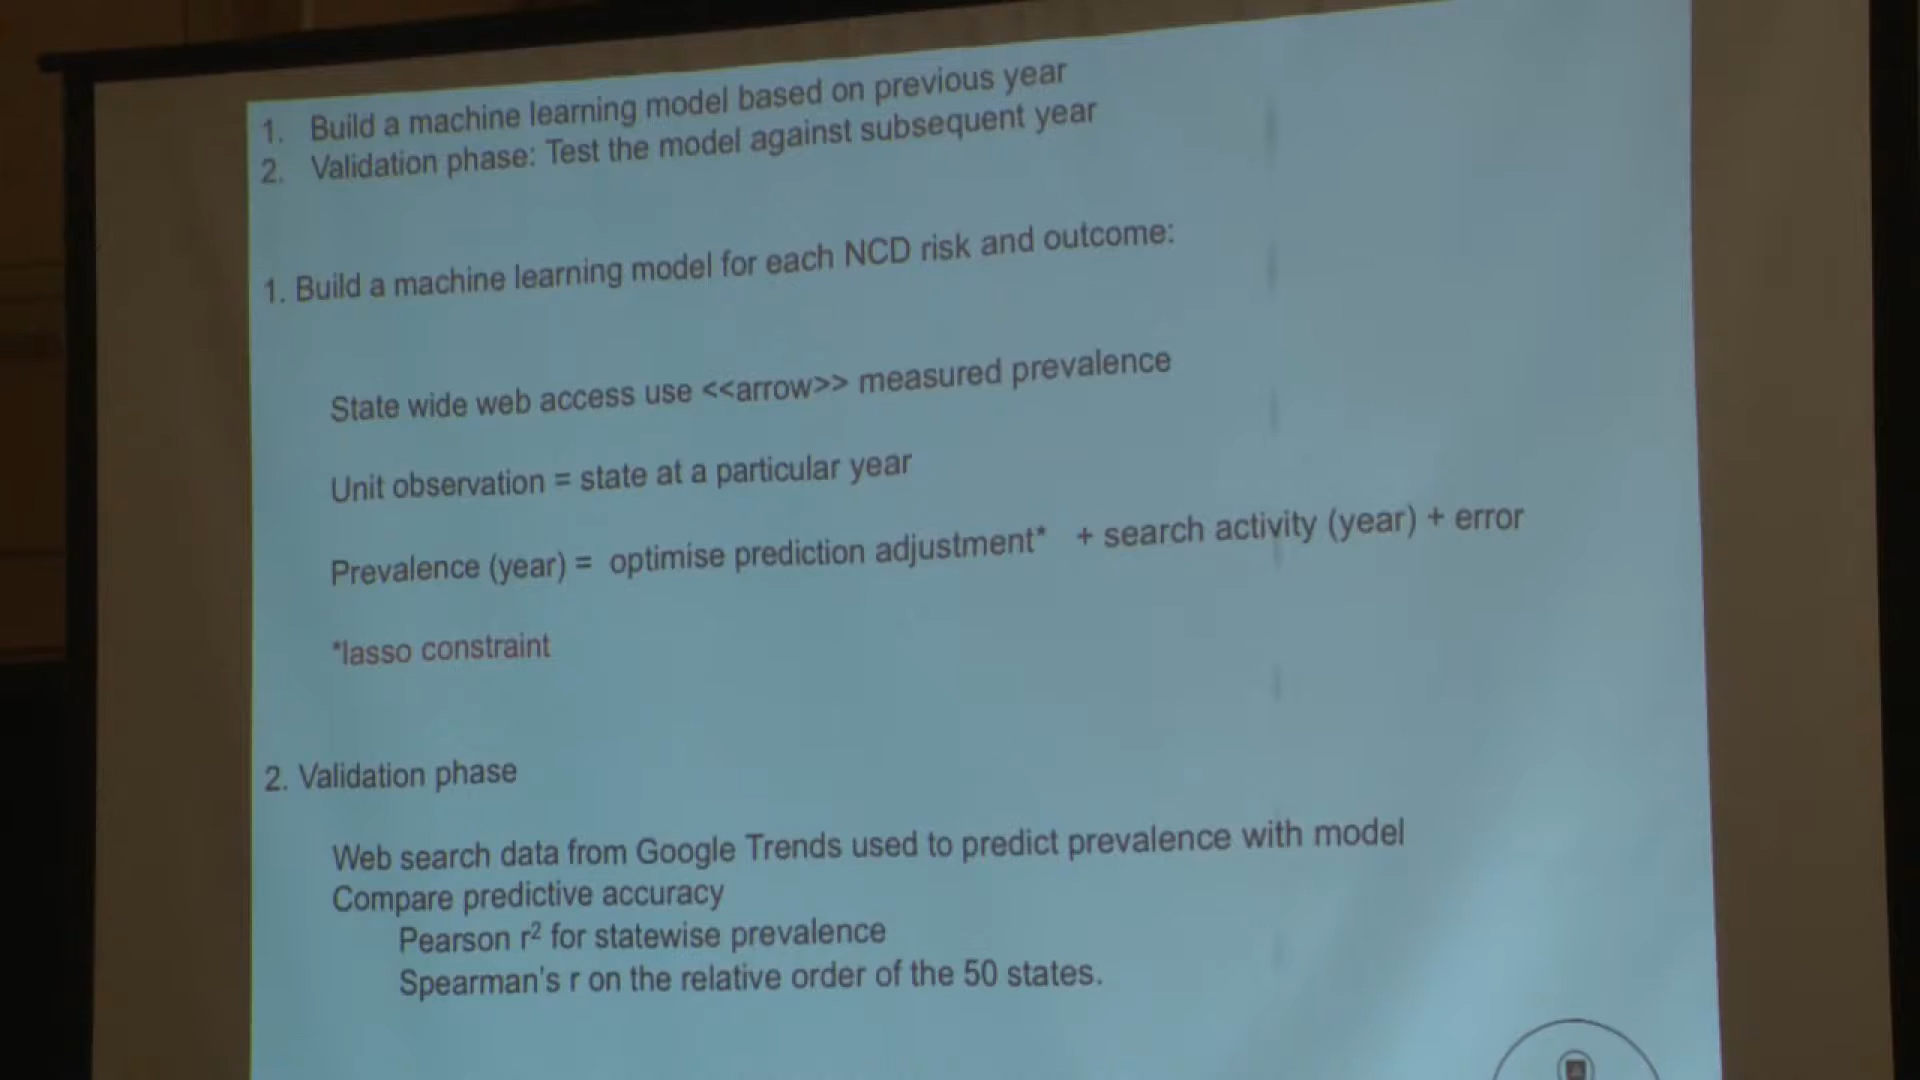 1. Build a machine learning model based on previous year
2. Validation phase: Test the model against subsequent year
1. Build a machine learning model for each NCD risk and outcome:
State wide web access use <<arrow>> measured prevalence
Unit observation = state at a particular year
Prevalence (year) = optimise prediction adjustment* + search activity (year) + error
*lasso constraint
2. Validation phase
Web search data from Google Trends used to predict prevalence with model
Compare predictive accuracy
Pearson r² for statewise prevalence
Spearman's r on the relative order of the 50 states.